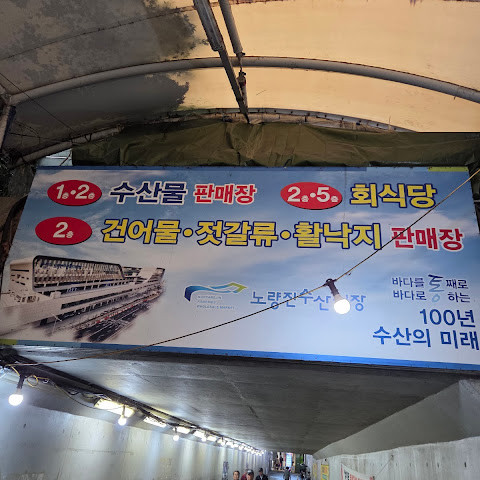 1층·2층 수산물 판매장 2층·5층 회식당
2층 건어물·젓갈류·활낙지 판매장
노량진수산시장
바다를 통째로
바다로 통하는
100년
수산의 미래